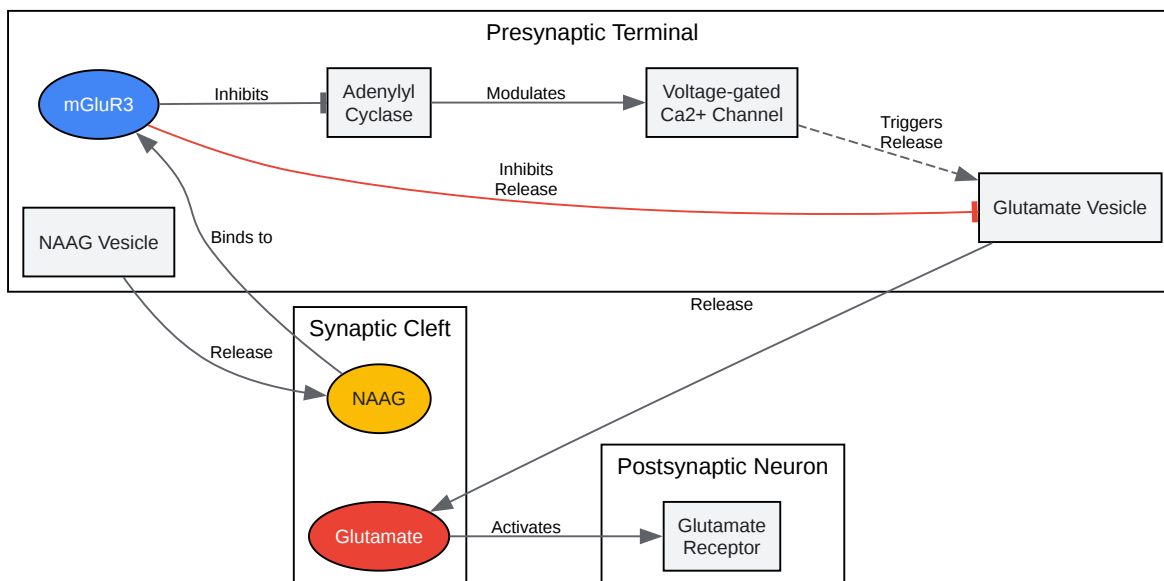 Presynaptic Terminal
mGluR3
Inhibits
Adenylyl
Cyclase
Modulates
Voltage-gated
Ca2+ Channel
Triggers
Release
Inhibits
Release
Glutamate Vesicle
NAAG Vesicle
Binds to
Release
Synaptic Cleft
Release
NAAG
Postsynaptic Neuron
Glutamate
Activates
Glutamate
Receptor